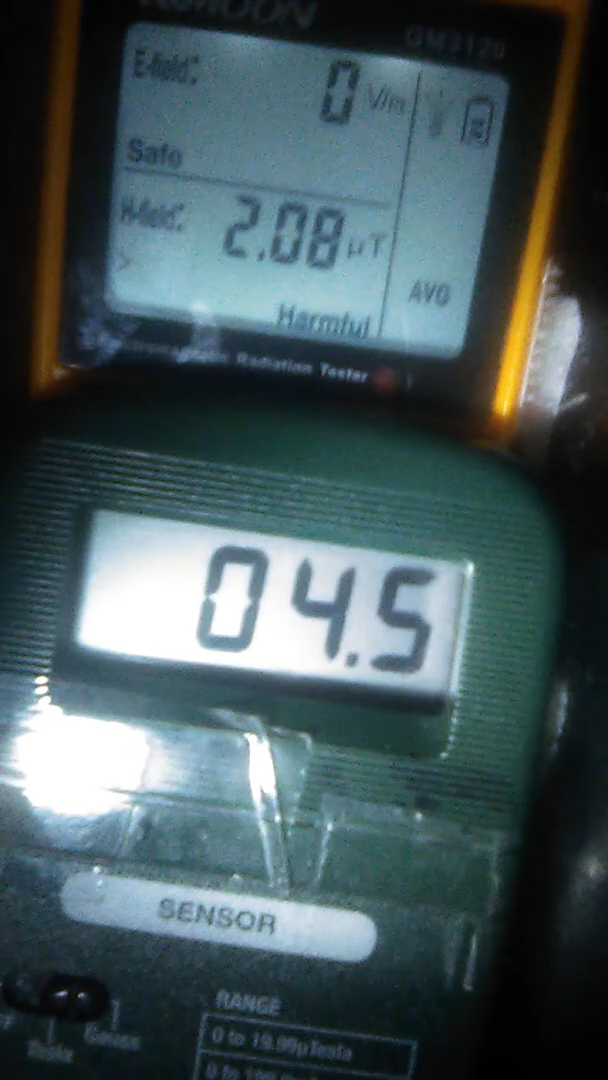 GM3120
E-field: 0 V/m
Safe
H-field: 2.08 µT
>
AVG
Harmful
Radiation Tester
04.5
SENSOR
RANGE
0 to 19.99µTesla